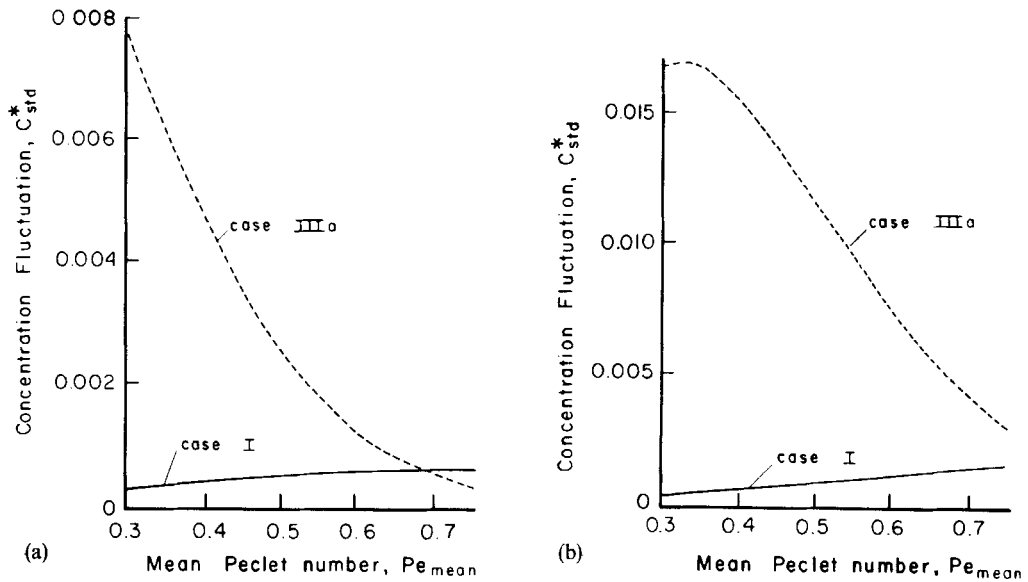 0.008
0.006
0.004
0.002
0
Concentration Fluctuation, C*std
case IIIa
case I
0.3 0.4 0.5 0.6 0.7
(a)
Mean Peclet number, Pemean
0.015
0.010
0.005
0
Concentration Fluctuation, C*std
case IIIa
case I
0.3 0.4 0.5 0.6 0.7
(b)
Mean Peclet number, Pemean